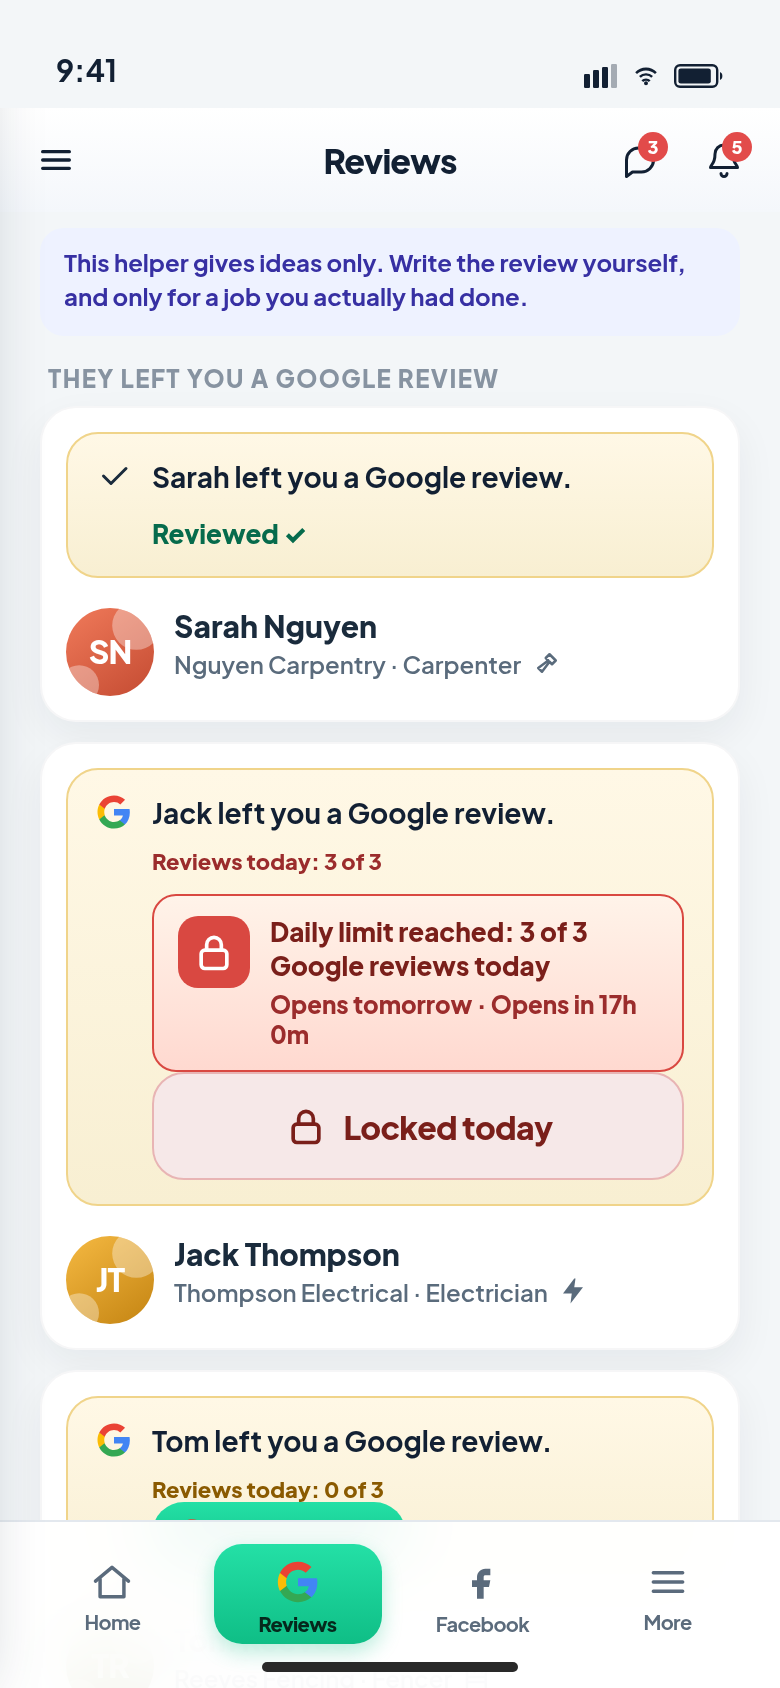 9:41
Reviews
3
5
This helper gives ideas only. Write the review yourself,
and only for a job you actually had done.
THEY LEFT YOU A GOOGLE REVIEW
Sarah left you a Google review.
Reviewed ✓
SN
Sarah Nguyen
Nguyen Carpentry · Carpenter
Jack left you a Google review.
Reviews today: 3 of 3
Daily limit reached: 3 of 3
Google reviews today
Opens tomorrow · Opens in 17h
0m
Locked today
JT
Jack Thompson
Thompson Electrical · Electrician
Tom left you a Google review.
Reviews today: 0 of 3
Home
Reviews
Facebook
More
Reeves Fencing · Fencer